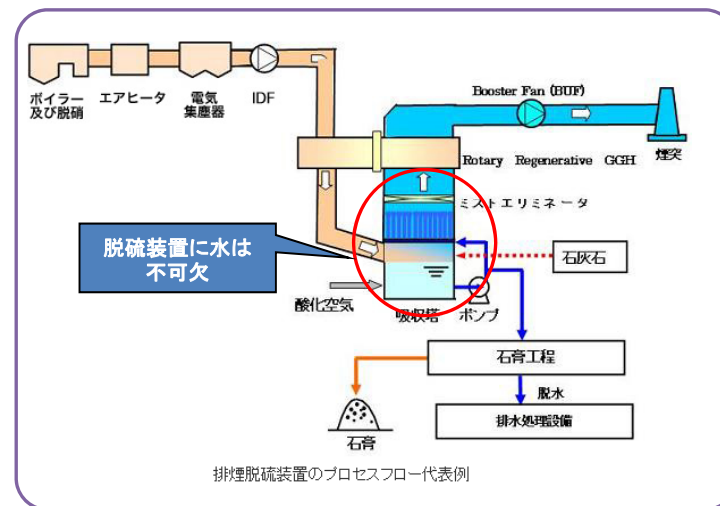 ボイラー
及び脱硝
エアヒータ
電気
集塵器
IDF
Booster Fan (BUF)
煙突
Rotary Regenerative GGH
ミストエリミネータ
脱硫装置に水は
不可欠
石灰石
酸化空気
吸収塔
ポンプ
石膏工程
脱水
排水処理設備
石膏
排煙脱硫装置のプロセスフロー代表例